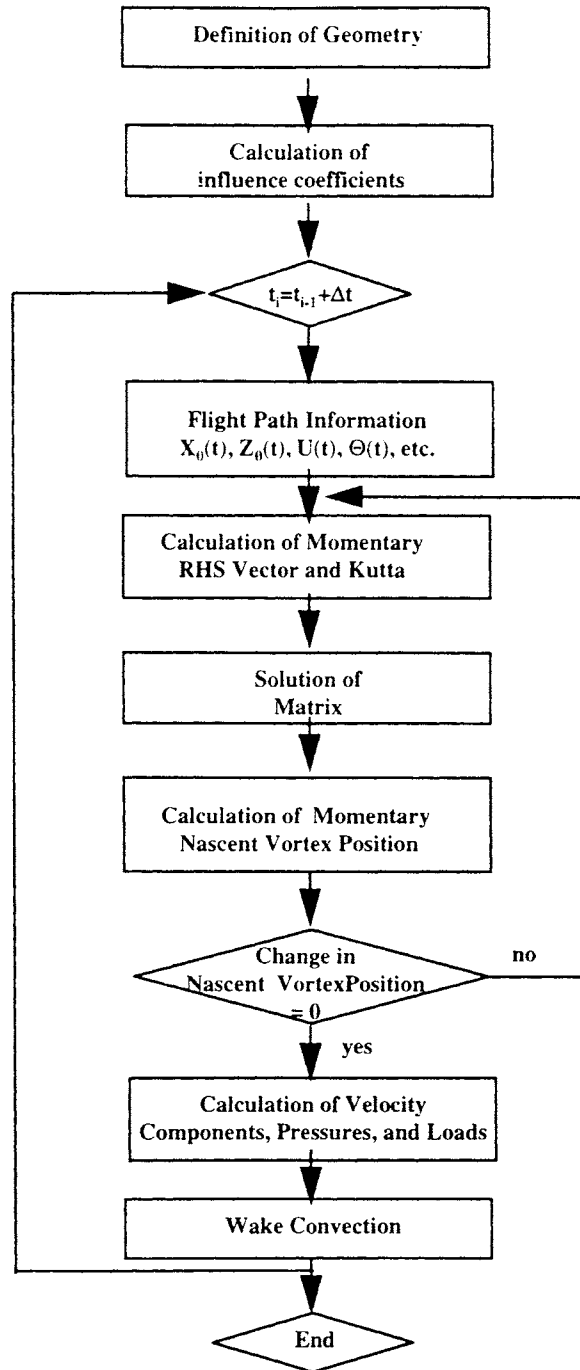 Definition of Geometry
Calculation of
influence coefficients
tᵢ=tᵢ₋₁+Δt
Flight Path Information
X₀(t), Z₀(t), U(t), Θ(t), etc.
Calculation of Momentary
RHS Vector and Kutta
Solution of
Matrix
Calculation of Momentary
Nascent Vortex Position
Change in
Nascent VortexPosition
= 0
no
yes
Calculation of Velocity
Components, Pressures, and Loads
Wake Convection
End